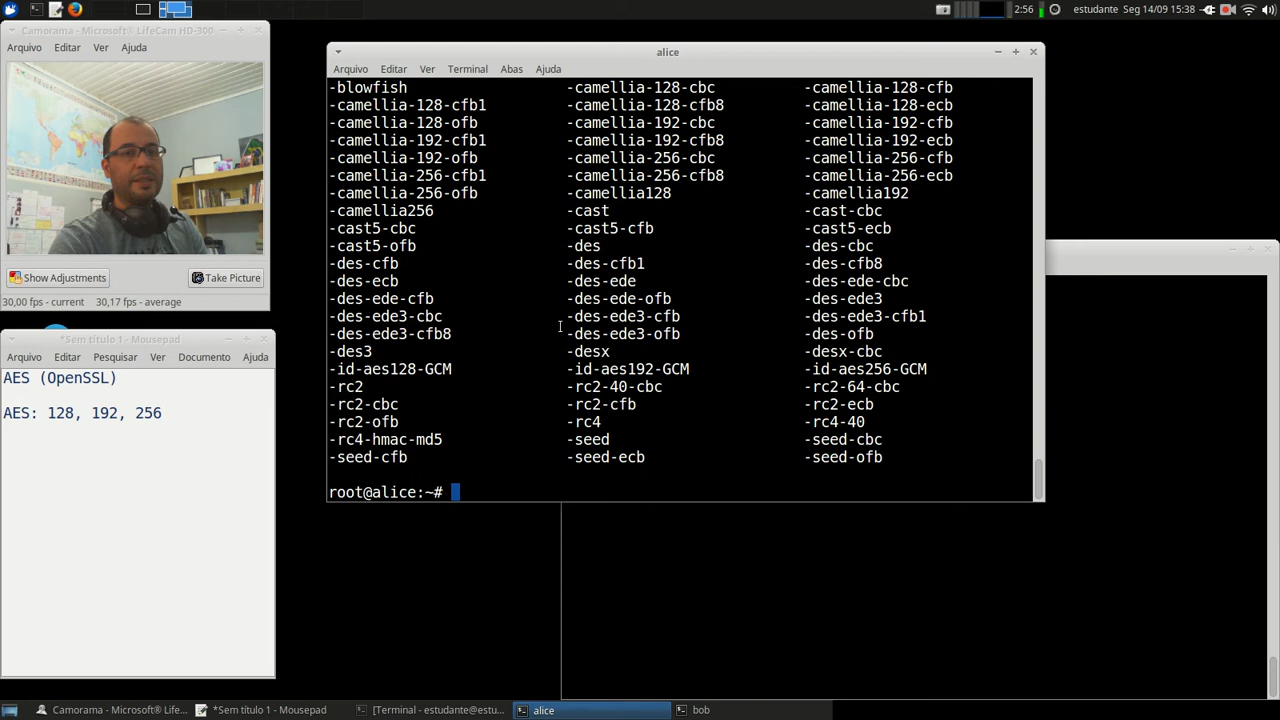 2:56 estudante Seg 14/09 15:38
Camorama - Microsoft® LifeCam HD-300
Arquivo Editar Ver Ajuda
Show Adjustments Take Picture
30,00 fps - current 30,17 fps - average
*Sem título 1 - Mousepad
Arquivo Editar Pesquisar Ver Documento Ajuda
AES (OpenSSL)
AES: 128, 192, 256
alice
Arquivo Editar Ver Terminal Abas Ajuda
-blowfish -camellia-128-cbc -camellia-128-cfb
-camellia-128-cfb1 -camellia-128-cfb8 -camellia-128-ecb
-camellia-128-ofb -camellia-192-cbc -camellia-192-cfb
-camellia-192-cfb1 -camellia-192-cfb8 -camellia-192-ecb
-camellia-192-ofb -camellia-256-cbc -camellia-256-cfb
-camellia-256-cfb1 -camellia-256-cfb8 -camellia-256-ecb
-camellia-256-ofb -camellia128 -camellia192
-camellia256 -cast -cast-cbc
-cast5-cbc -cast5-cfb -cast5-ecb
-cast5-ofb -des -des-cbc
-des-cfb -des-cfb1 -des-cfb8
-des-ecb -des-ede -des-ede-cbc
-des-ede-cfb -des-ede-ofb -des-ede3
-des-ede3-cbc -des-ede3-cfb -des-ede3-cfb1
-des-ede3-cfb8 -des-ede3-ofb -des-ofb
-des3 -desx -desx-cbc
-id-aes128-GCM -id-aes192-GCM -id-aes256-GCM
-rc2 -rc2-40-cbc -rc2-64-cbc
-rc2-cbc -rc2-cfb -rc2-ecb
-rc2-ofb -rc4 -rc4-40
-rc4-hmac-md5 -seed -seed-cbc
-seed-cfb -seed-ecb -seed-ofb
root@alice:~#
Camorama - Microsoft® Life... *Sem título 1 - Mousepad [Terminal - estudante@estu... alice bob